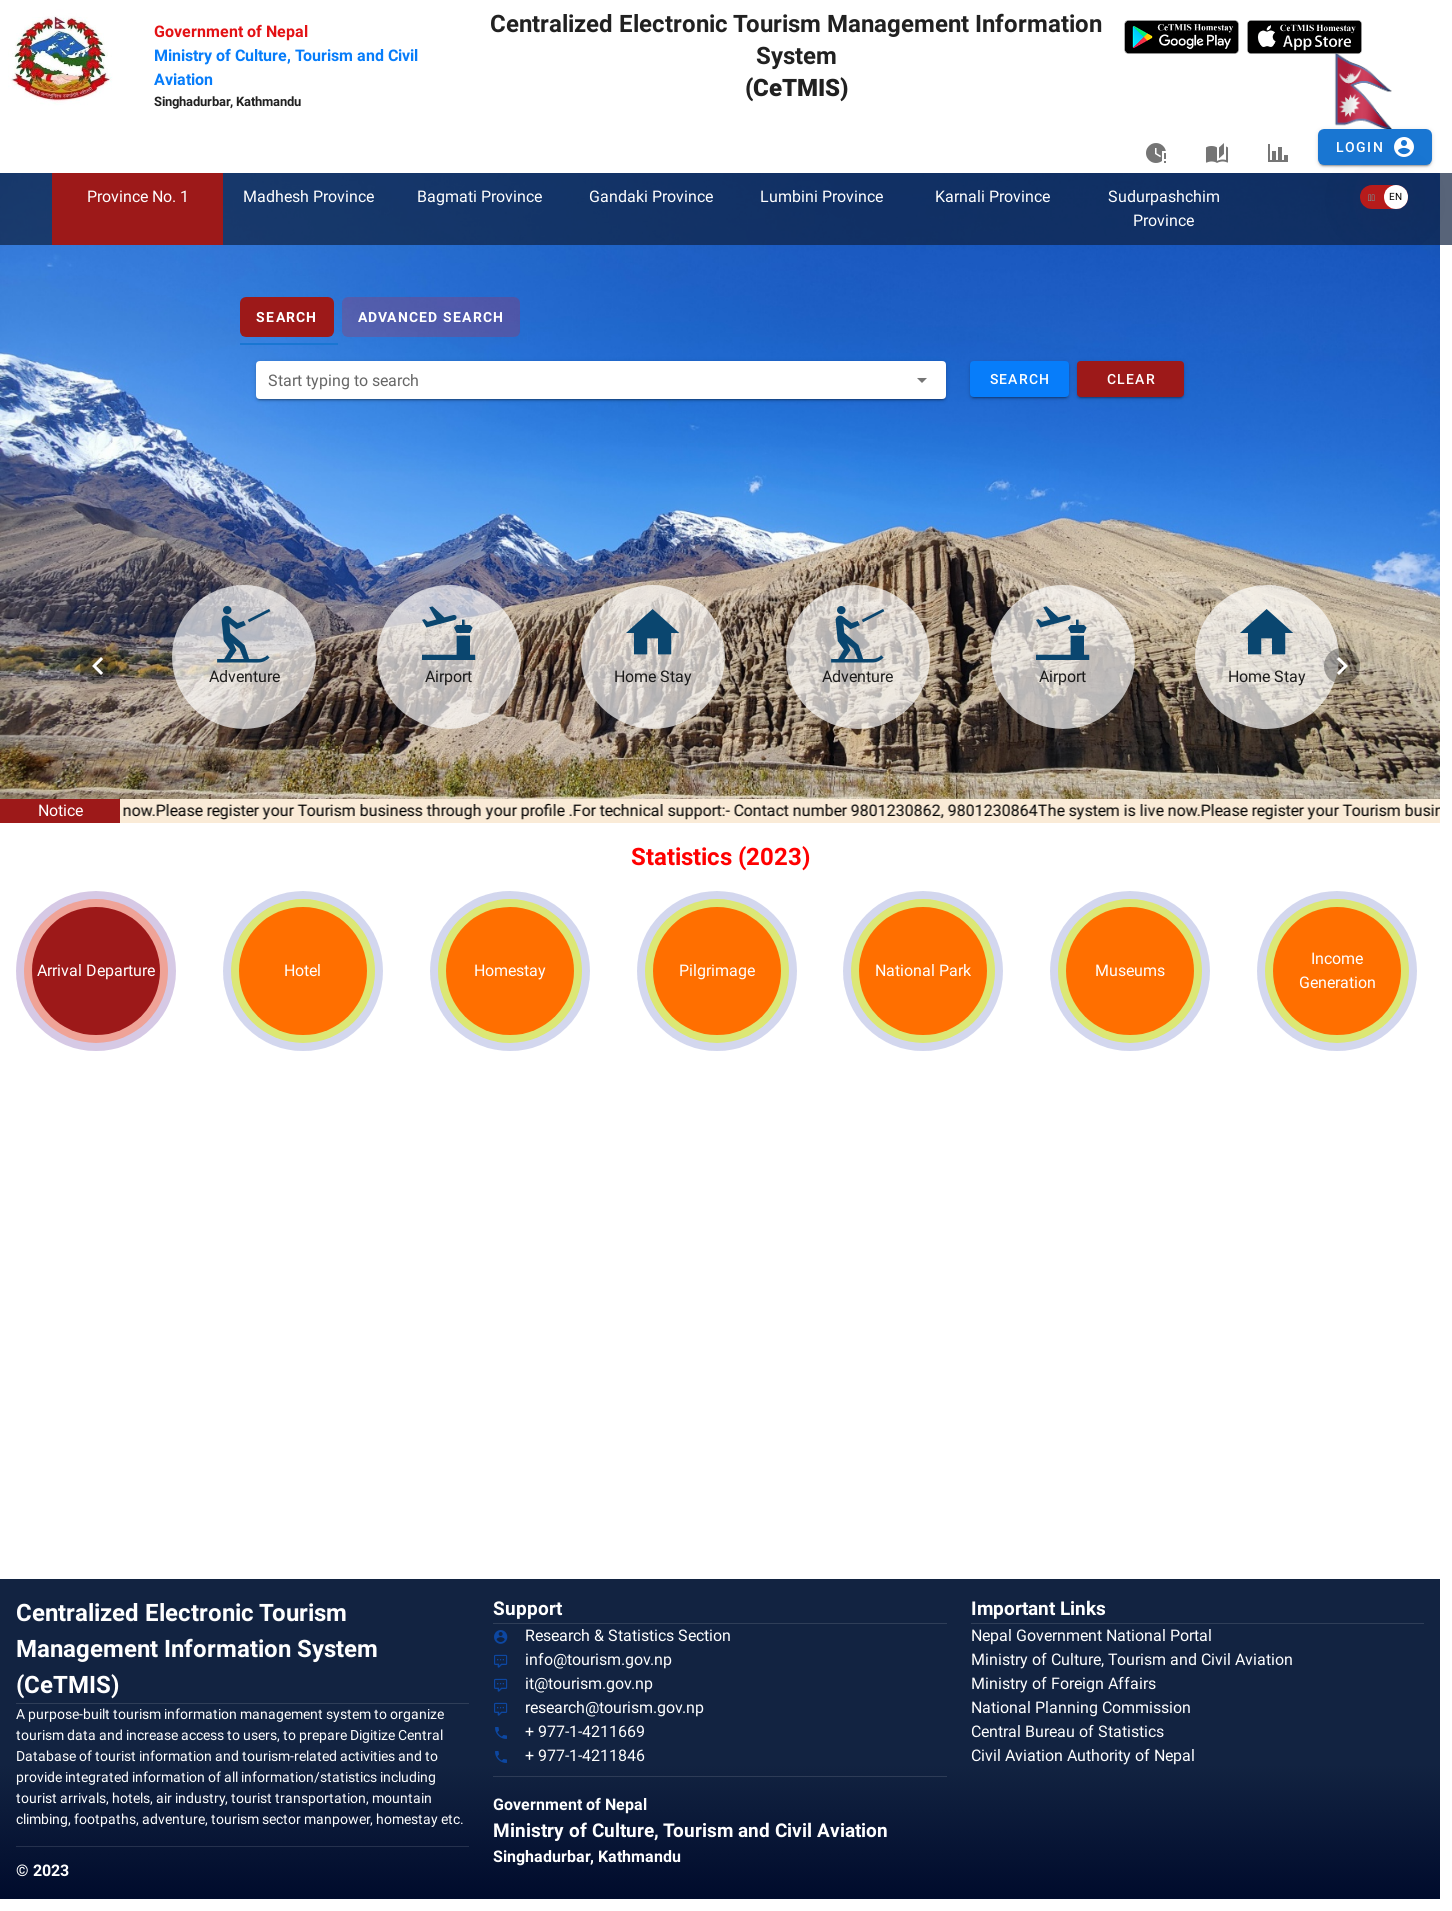 Government of Nepal
Ministry of Culture, Tourism and Civil
Aviation
Singhadurbar, Kathmandu
Centralized Electronic Tourism Management Information
System
(CeTMIS)
CeTMIS Homestay
Google Play
CeTMIS Homestay
App Store
LOGIN
Province No. 1
Madhesh Province
Bagmati Province
Gandaki Province
Lumbini Province
Karnali Province
Sudurpashchim
Province
EN
SEARCH
ADVANCED SEARCH
Start typing to search
SEARCH
CLEAR
Adventure
Airport
Home Stay
Adventure
Airport
Home Stay
Notice
now.Please register your Tourism business through your profile .For technical support:- Contact number 9801230862, 9801230864The system is live now.Please register your Tourism busin
Statistics (2023)
Arrival Departure
Hotel
Homestay
Pilgrimage
National Park
Museums
Income
Generation
Centralized Electronic Tourism
Management Information System
(CeTMIS)
A purpose-built tourism information management system to organize
tourism data and increase access to users, to prepare Digitize Central
Database of tourist information and tourism-related activities and to
provide integrated information of all information/statistics including
tourist arrivals, hotels, air industry, tourist transportation, mountain
climbing, footpaths, adventure, tourism sector manpower, homestay etc.
© 2023
Support
Research & Statistics Section
info@tourism.gov.np
it@tourism.gov.np
research@tourism.gov.np
+ 977-1-4211669
+ 977-1-4211846
Government of Nepal
Ministry of Culture, Tourism and Civil Aviation
Singhadurbar, Kathmandu
Important Links
Nepal Government National Portal
Ministry of Culture, Tourism and Civil Aviation
Ministry of Foreign Affairs
National Planning Commission
Central Bureau of Statistics
Civil Aviation Authority of Nepal